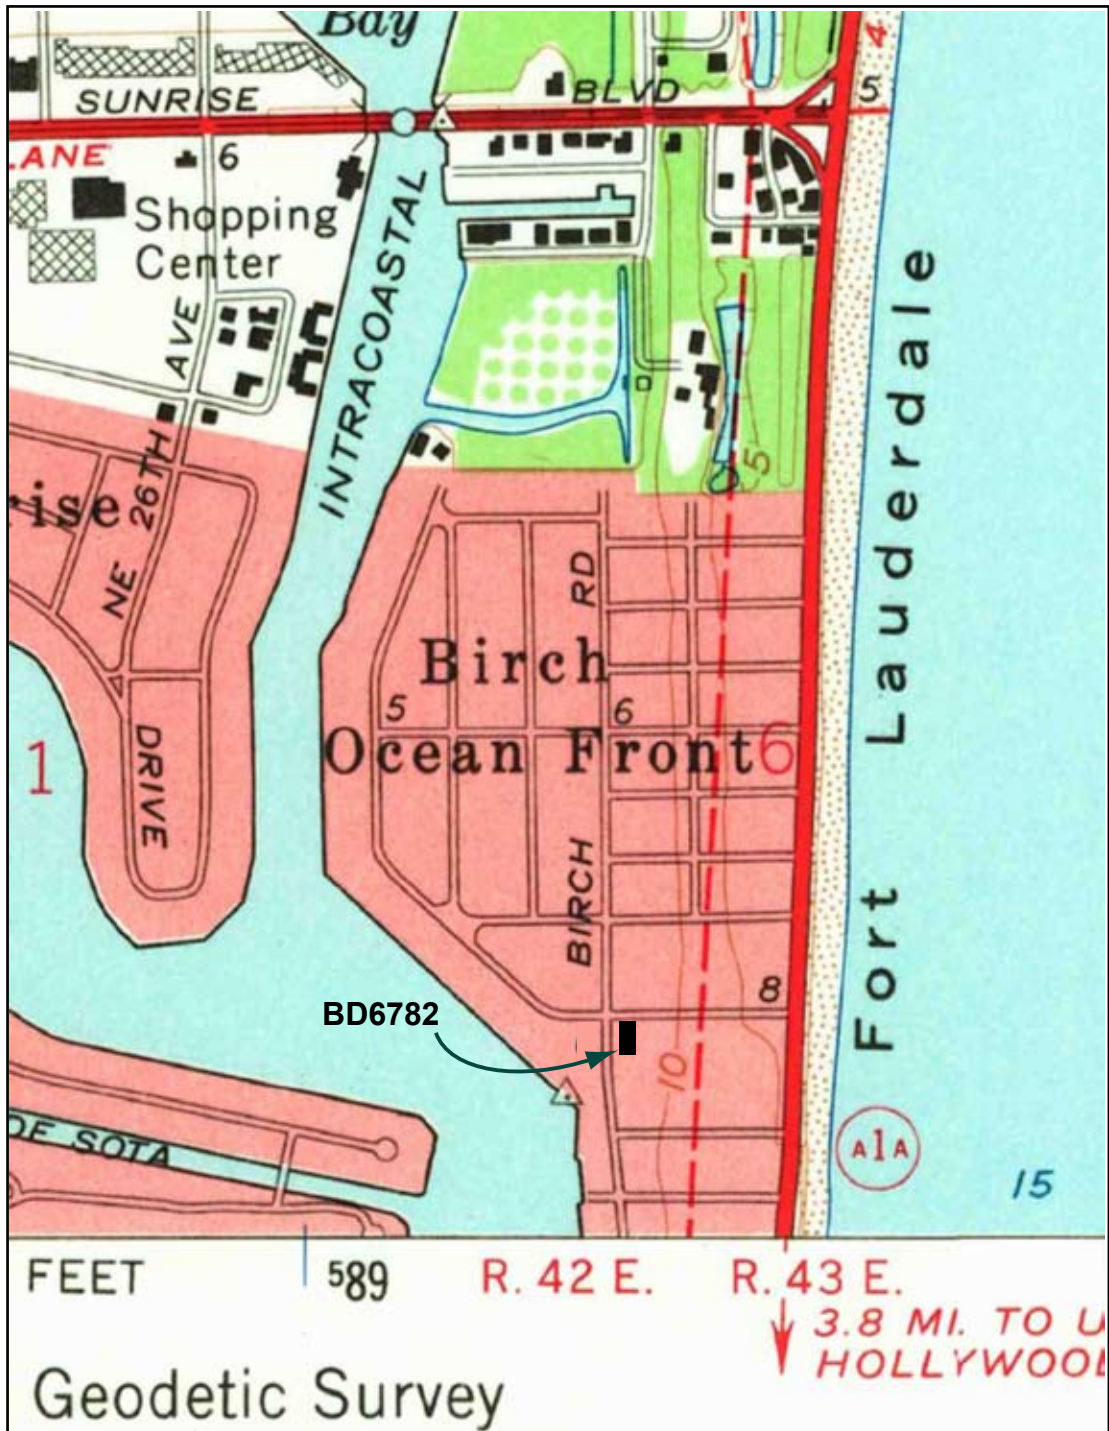 Bay
4
SUNRISE
BLVD
5
LANE
6
Shopping
Center
INTRACOASTAL
AVE
Fort Lauderdale
5
rise
NE 26TH
RD
Birch
5
6
Ocean Front
6
1
DRIVE
BIRCH
8
BD6782
10
DE SOTA
A1A
15
FEET
589
R. 42 E.
R. 43 E.
3.8 MI. TO U
HOLLYWOOD
Geodetic Survey